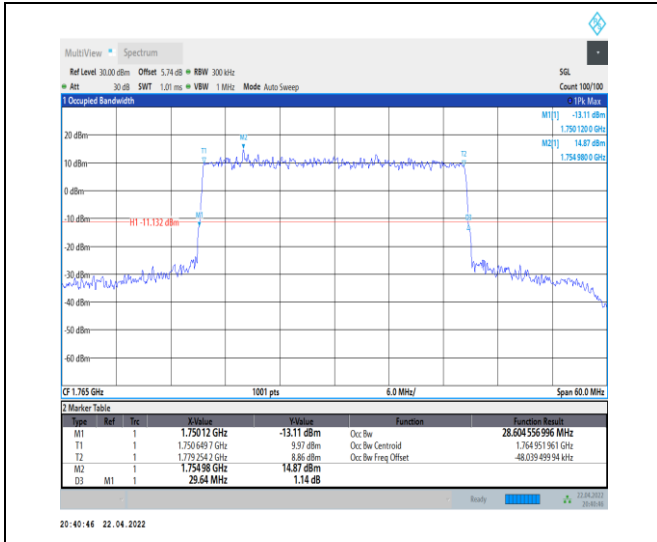 MultiView Spectrum
Ref Level 30.00 dBm Offset 5.74 dB RBW 300 kHz SGL
Att 30 dB SWT 1.01 ms VBW 1 MHz Mode Auto Sweep Count 100/100
1 Occupied Bandwidth 1Pk Max
M1[1] -13.11 dBm
1.750 120 0 GHz
M2[1] 14.87 dBm
1.754 980 0 GHz
20 dBm
M2
T1
T2
10 dBm
0 dBm
-10 dBm
H1 -11.132 dBm
M1
-20 dBm
-30 dBm
-40 dBm
-50 dBm
-60 dBm
CF 1.765 GHz 1001 pts 6.0 MHz/ Span 60.0 MHz
2 Marker Table
Type Ref Trc X-Value Y-Value Function Function Result
M1 1 1.75012 GHz -13.11 dBm Occ Bw 28.604 556 996 MHz
T1 1 1.750 649 7 GHz 9.97 dBm Occ Bw Centroid 1.764 951 961 GHz
T2 1 1.779 254 2 GHz 8.86 dBm Occ Bw Freq Offset -48.039 499 94 kHz
M2 1 1.754 98 GHz 14.87 dBm
D3 M1 1 29.64 MHz 1.14 dB
Ready 22.04.2022
20:40:46
20:40:46 22.04.2022